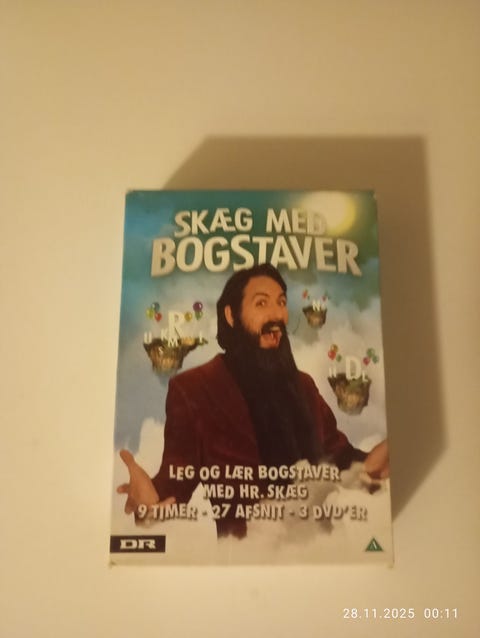 SKÆG MED
BOGSTAVER
R
N
D
LEG OG LÆR BOGSTAVER
MED HR. SKÆG
9 TIMER - 27 AFSNIT - 3 DVD'ER
DR
A
28.11.2025 00:11